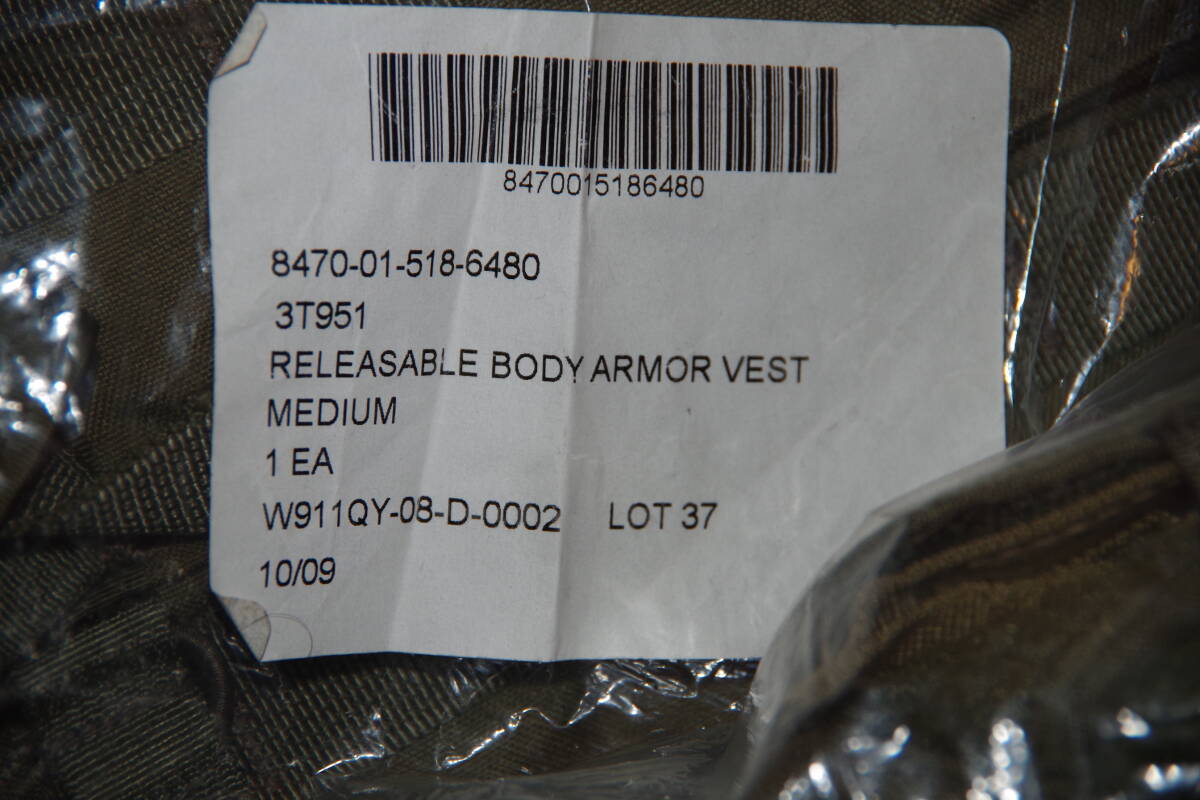 8470015186480
8470-01-518-6480
3T951
RELEASABLE BODY ARMOR VEST
MEDIUM
1 EA
W911QY-08-D-0002 LOT 37
10/09